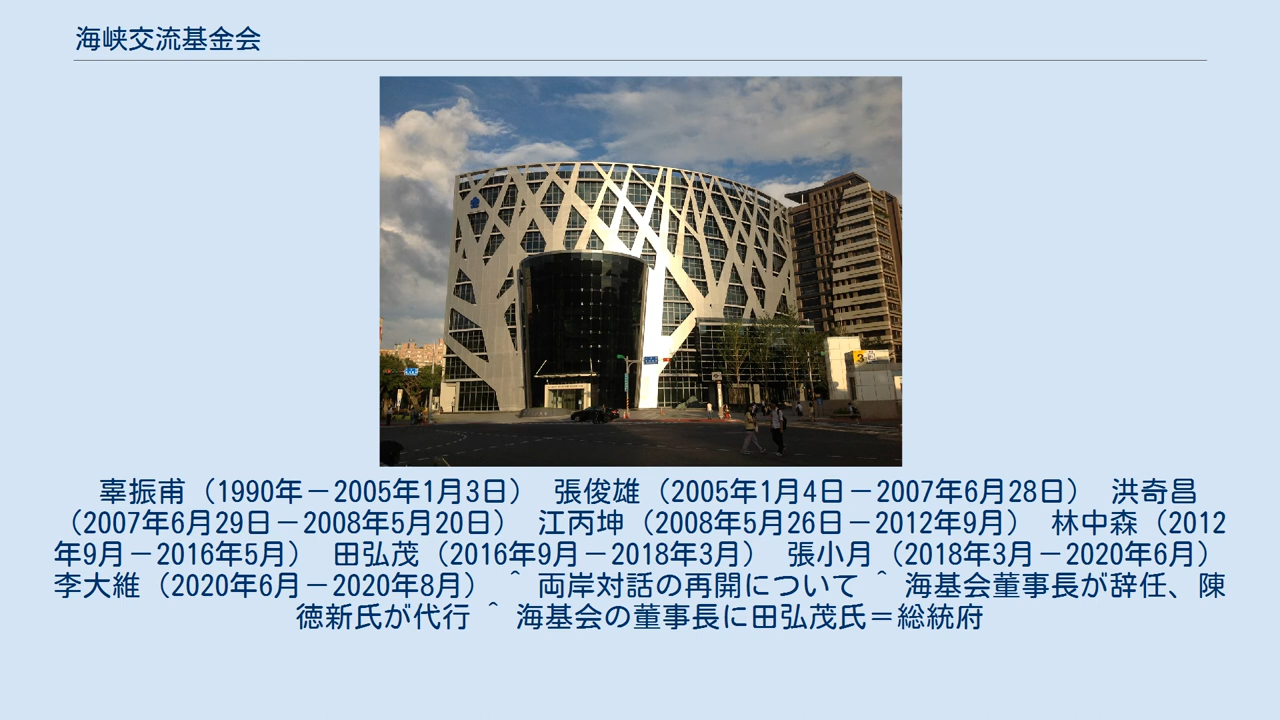 海峡交流基金会
辜振甫（1990年－2005年1月3日） 張俊雄（2005年1月4日－2007年6月28日） 洪奇昌
（2007年6月29日－2008年5月20日） 江丙坤（2008年5月26日－2012年9月） 林中森（2012
年9月－2016年5月） 田弘茂（2016年9月－2018年3月） 張小月（2018年3月－2020年6月）
李大維（2020年6月－2020年8月） ^ 両岸対話の再開について ^ 海基会董事長が辞任、陳
徳新氏が代行 ^ 海基会の董事長に田弘茂氏＝総統府